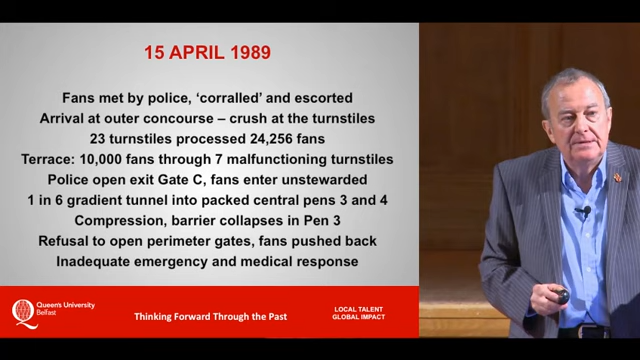 15 APRIL 1989
Fans met by police, ‘corralled’ and escorted
Arrival at outer concourse – crush at the turnstiles
23 turnstiles processed 24,256 fans
Terrace: 10,000 fans through 7 malfunctioning turnstiles
Police open exit Gate C, fans enter unstewarded
1 in 6 gradient tunnel into packed central pens 3 and 4
Compression, barrier collapses in Pen 3
Refusal to open perimeter gates, fans pushed back
Inadequate emergency and medical response
Queen's University
Belfast
Thinking Forward Through the Past
LOCAL TALENT
GLOBAL IMPACT